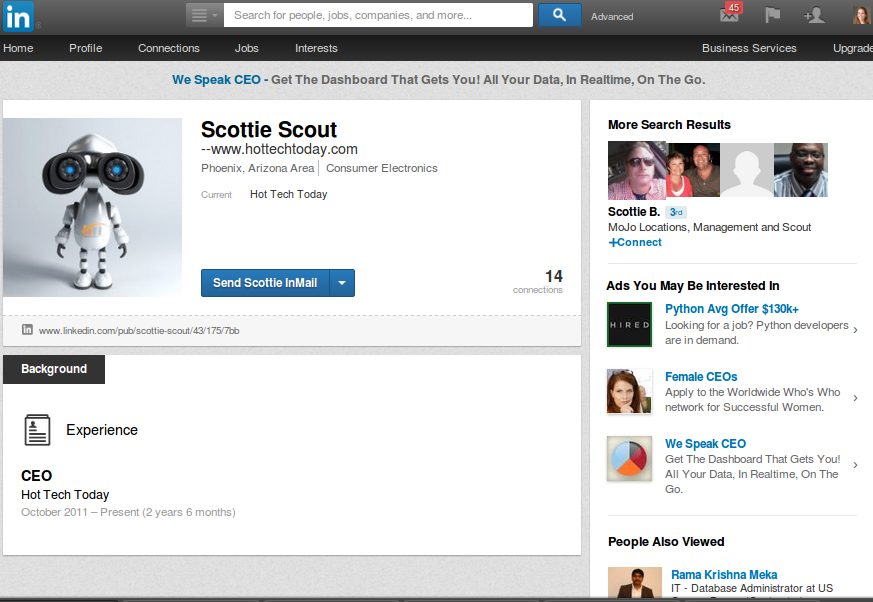 in
Search for people, jobs, companies, and more...
Advanced
45
Home Profile Connections Jobs Interests Business Services Upgrade
We Speak CEO - Get The Dashboard That Gets You! All Your Data, In Realtime, On The Go.
Scottie Scout
--www.hottechtoday.com
Phoenix, Arizona Area | Consumer Electronics
Current Hot Tech Today
Send Scottie InMail
14
connections
in www.linkedin.com/pub/scottie-scout/43/175/7bb
Background
Experience
CEO
Hot Tech Today
October 2011 – Present (2 years 6 months)
More Search Results
Scottie B. 3rd
MoJo Locations, Management and Scout
+Connect
Ads You May Be Interested In
HIRED
Python Avg Offer $130k+
Looking for a job? Python developers
are in demand.
Female CEOs
Apply to the Worldwide Who's Who
network for Successful Women.
We Speak CEO
Get The Dashboard That Gets You!
All Your Data, In Realtime, On The
Go.
People Also Viewed
Rama Krishna Meka
IT - Database Administrator at US